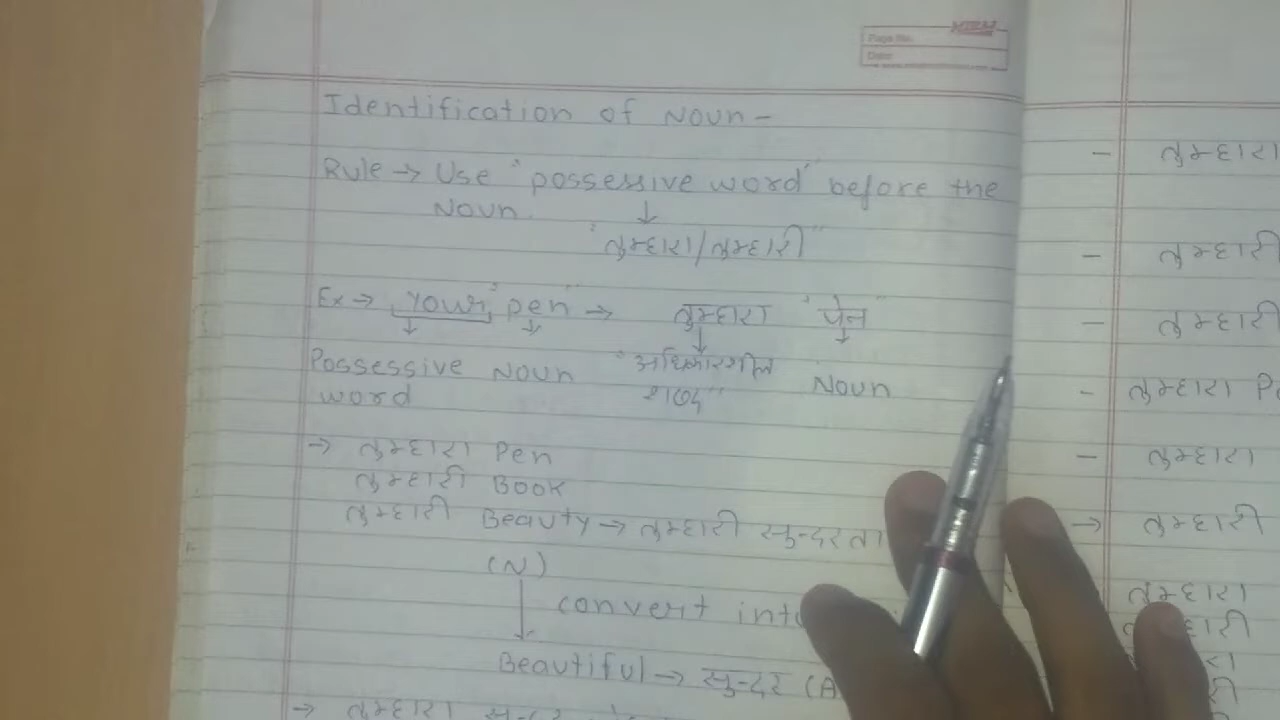 Page No.
Date:
Identification of Noun -
Rule → Use "possessive word" before the
Noun.
↓
"तुम्हारा/तुम्हारी"
Ex → your "pen" → तुम्हारा "पेन"
Possessive Noun "अधिकारशील Noun
word शब्द"
→ तुम्हारा Pen
तुम्हारी Book
तुम्हारी Beauty → तुम्हारी सुन्दरता
(N)
convert into
Beautiful → सुन्दर (A
→ तुम्हारा
- तुम्हारा
- तुम्हारी
- तुम्हारी
- तुम्हारा
- तुम्हारा
→ तुम्हारी
तुम्हारा